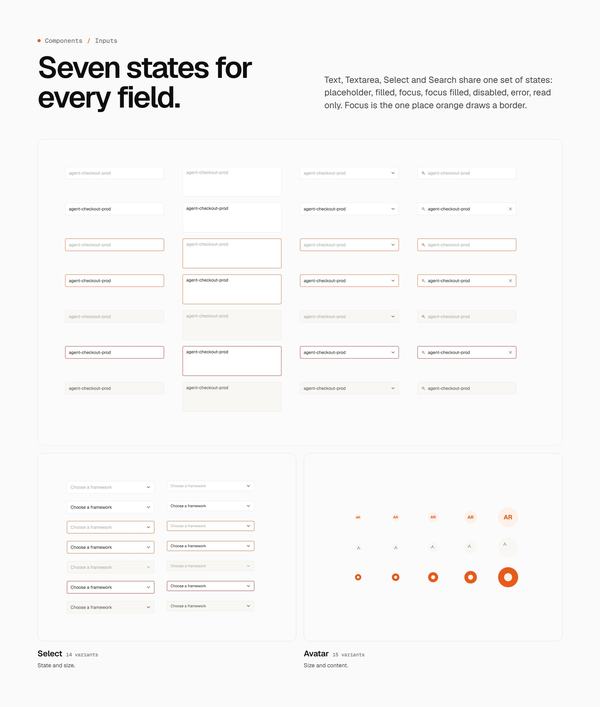 Components / Inputs
Seven states for
every field.
Text, Textarea, Select and Search share one set of states:
placeholder, filled, focus, focus filled, disabled, error, read
only. Focus is the one place orange draws a border.
agent-checkout-prod agent-checkout-prod agent-checkout-prod agent-checkout-prod
agent-checkout-prod agent-checkout-prod agent-checkout-prod agent-checkout-prod
agent-checkout-prod agent-checkout-prod agent-checkout-prod agent-checkout-prod
agent-checkout-prod agent-checkout-prod agent-checkout-prod agent-checkout-prod
agent-checkout-prod agent-checkout-prod agent-checkout-prod agent-checkout-prod
agent-checkout-prod agent-checkout-prod agent-checkout-prod agent-checkout-prod
agent-checkout-prod agent-checkout-prod agent-checkout-prod agent-checkout-prod
Choose a framework Choose a framework
Choose a framework Choose a framework
Choose a framework Choose a framework
Choose a framework Choose a framework
Choose a framework Choose a framework
Choose a framework Choose a framework
Choose a framework Choose a framework
AR AR AR AR AR
Select 14 variants
State and size.
Avatar 15 variants
Size and content.